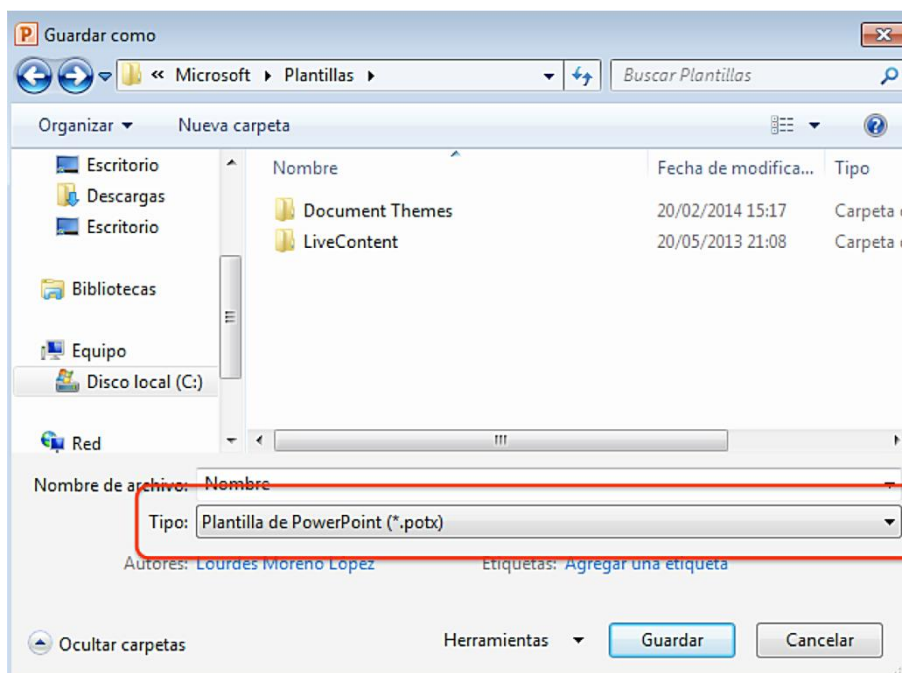 Guardar como
« Microsoft ▸ Plantillas ▸ Buscar Plantillas
Organizar Nueva carpeta
Escritorio
Descargas
Escritorio
Bibliotecas
Equipo
Disco local (C:)
Red
Nombre Fecha de modifica... Tipo
Document Themes 20/02/2014 15:17 Carpeta
LiveContent 20/05/2013 21:08 Carpeta
Nombre de archivo: Nombre
Tipo: Plantilla de PowerPoint (*.potx)
Autores: Lourdes Moreno López Etiquetas: Agregar una etiqueta
Ocultar carpetas Herramientas Guardar Cancelar